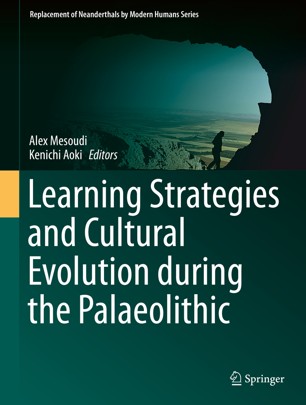 Replacement of Neanderthals by Modern Humans Series
Alex Mesoudi
Kenichi Aoki Editors
Learning Strategies
and Cultural
Evolution during
the Palaeolithic
Springer